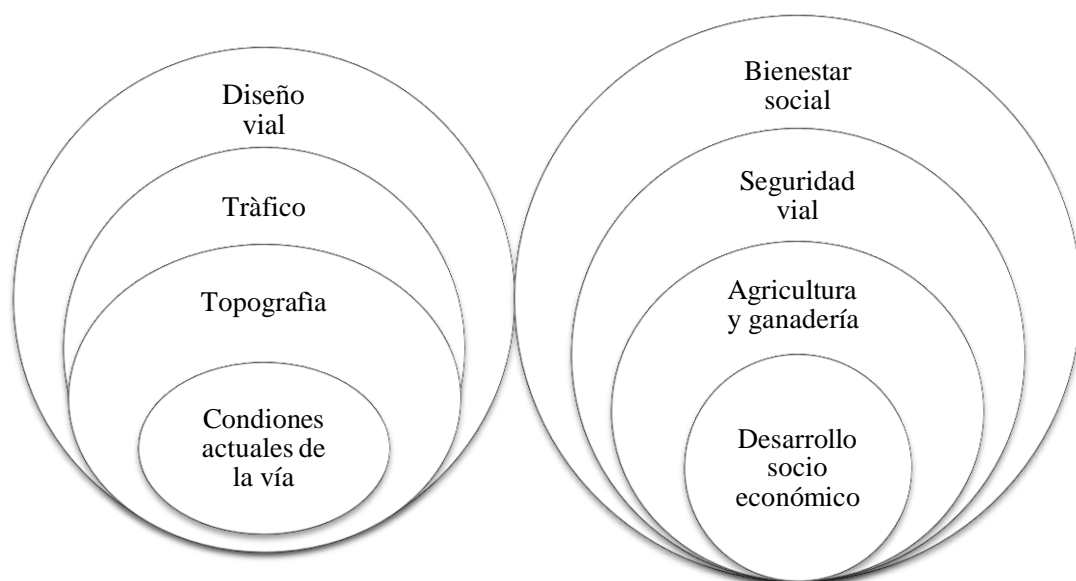 Diseño
vial
Tràfico
Topografìa
Condiones
actuales de
la vía
Bienestar
social
Seguridad
vial
Agricultura
y ganadería
Desarrollo
socio
económico